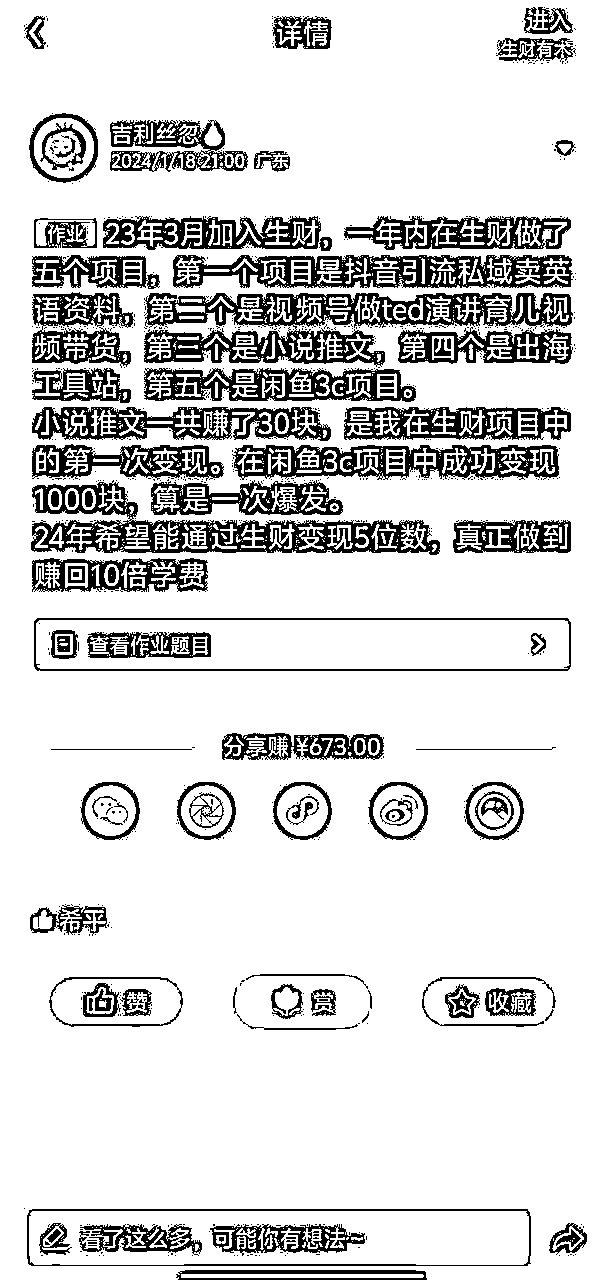 详情
进入
生财有术
吉利丝忽💧
2024/1/18 21:00 广东
作业 23年3月加入生财，一年内在生财做了
五个项目，第一个项目是抖音引流私域卖英
语资料，第二个是视频号做ted演讲育儿视
频带货，第三个是小说推文，第四个是出海
工具站，第五个是闲鱼3c项目。
小说推文一共赚了30块，是我在生财项目中
的第一次变现。在闲鱼3c项目中成功变现
1000块，算是一次爆发。
24年希望能通过生财变现5位数，真正做到
赚回10倍学费
查看作业题目
分享赚 ¥673.00
希平
赞 赏 收藏
看了这么多，可能你有想法~